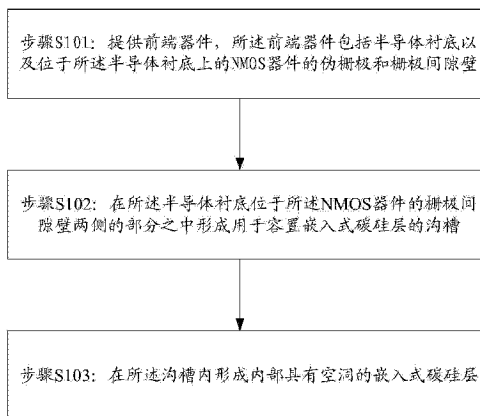 步骤S101：提供前端器件，所述前端器件包括半导体衬底以
及位于所述半导体衬底上的NMOS器件的伪栅极和栅极间隙壁
步骤S102：在所述半导体衬底位于所述NMOS器件的栅极间
隙壁两侧的部分之中形成用于容置嵌入式碳硅层的沟槽
步骤S103：在所述沟槽内形成内部具有空洞的嵌入式碳硅层